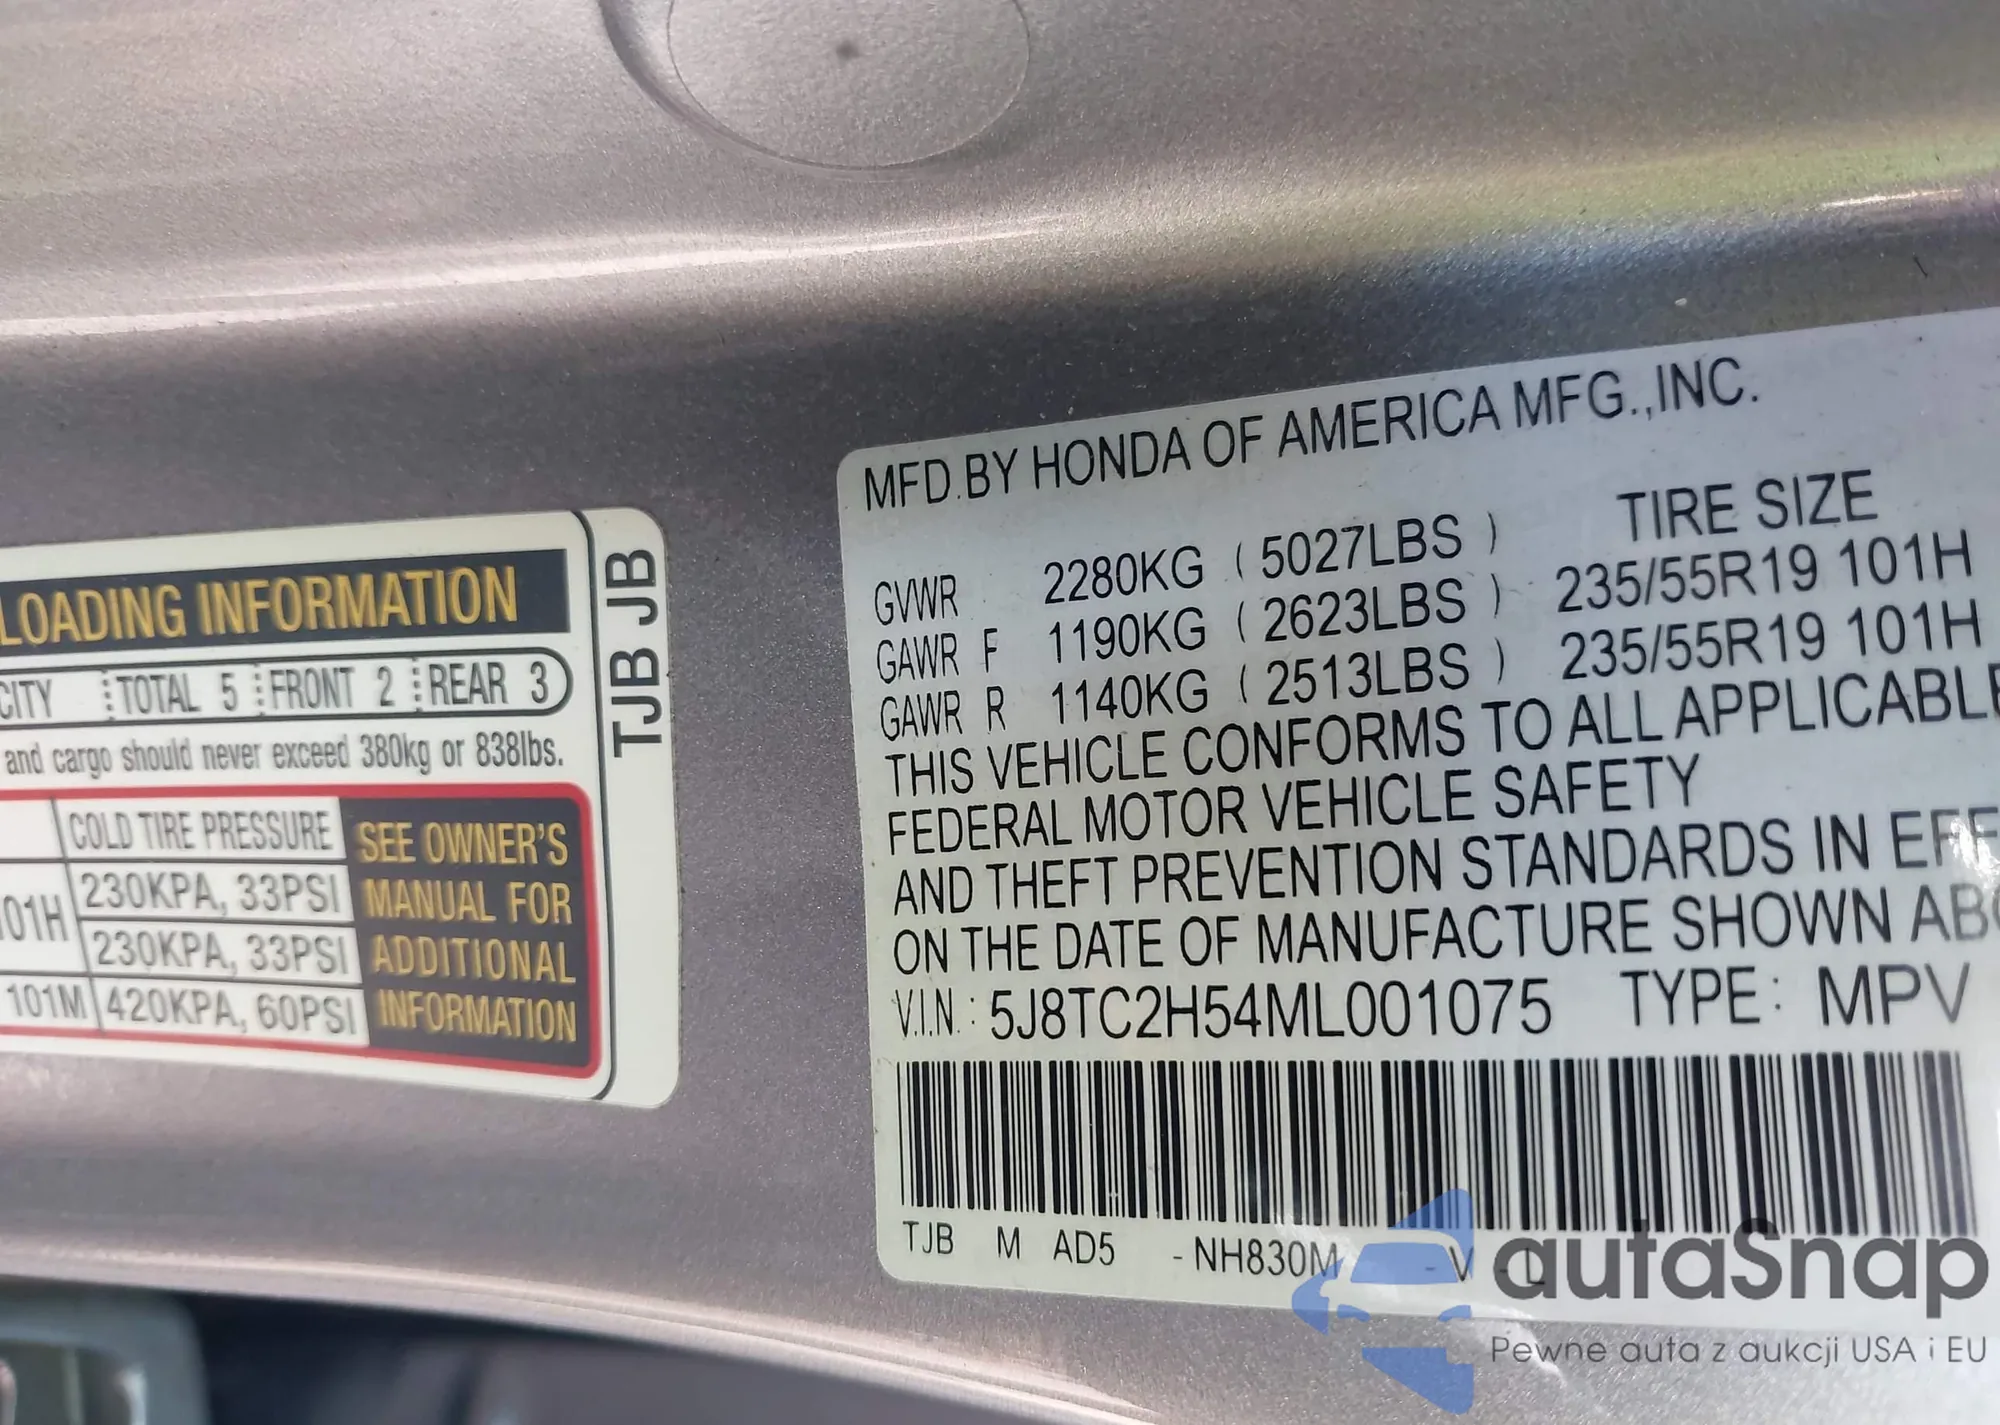 LOADING INFORMATION
CITY TOTAL 5 FRONT 2 REAR 3
and cargo should never exceed 380kg or 838lbs.
COLD TIRE PRESSURE
101H 230KPA, 33PSI
230KPA, 33PSI
101M 420KPA, 60PSI
SEE OWNER'S
MANUAL FOR
ADDITIONAL
INFORMATION
TJB JB
MFD.BY HONDA OF AMERICA MFG.,INC.
TIRE SIZE
GVWR 2280KG ( 5027LBS )
GAWR F 1190KG ( 2623LBS ) 235/55R19 101H
GAWR R 1140KG ( 2513LBS ) 235/55R19 101H
THIS VEHICLE CONFORMS TO ALL APPLICABLE
FEDERAL MOTOR VEHICLE SAFETY
AND THEFT PREVENTION STANDARDS IN EFF
ON THE DATE OF MANUFACTURE SHOWN ABO
V.I.N.: 5J8TC2H54ML001075 TYPE: MPV
TJB M AD5 - NH830M - V - L
autaSnap
Pewne auta z aukcji USA i EU